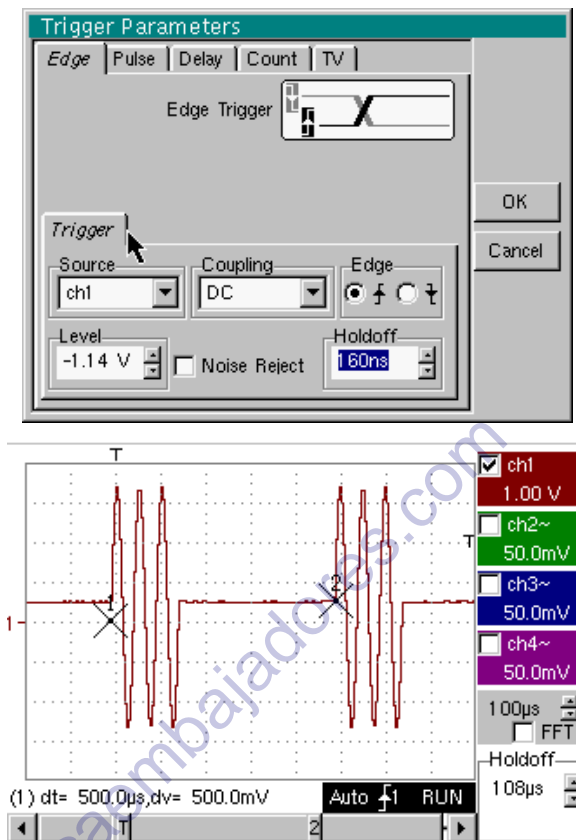 Trigger Parameters
Edge Pulse Delay Count TV
Edge Trigger
Trigger
Source Coupling Edge
ch1 DC
Level Holdoff
-1.14 V Noise Reject 160ns
OK
Cancel
T
ch1
1.00 V
ch2~
50.0mV
T
ch3~
50.0mV
ch4~
50.0mV
1 2
1-
100µs
FFT
Holdoff
108µs
(1) dt= 500.0µs,dv= 500.0mV Auto 1 RUN
T 2